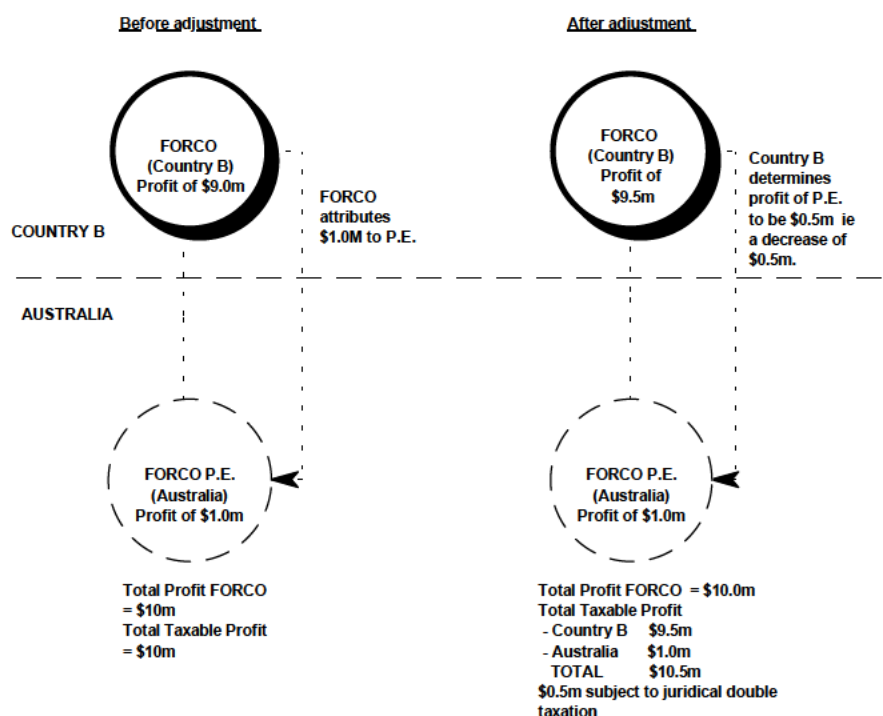 Before adjustment
FORCO
(Country B)
Profit of $9.0m
FORCO
attributes
$1.0M to P.E.
COUNTRY B
AUSTRALIA
FORCO P.E.
(Australia)
Profit of $1.0m
Total Profit FORCO
= $10m
Total Taxable Profit
= $10m
After adjustment
FORCO
(Country B)
Profit of
$9.5m
Country B
determines
profit of P.E.
to be $0.5m ie
a decrease of
$0.5m.
FORCO P.E.
(Australia)
Profit of $1.0m
Total Profit FORCO = $10.0m
Total Taxable Profit
- Country B $9.5m
- Australia $1.0m
TOTAL $10.5m
$0.5m subject to juridical double
taxation